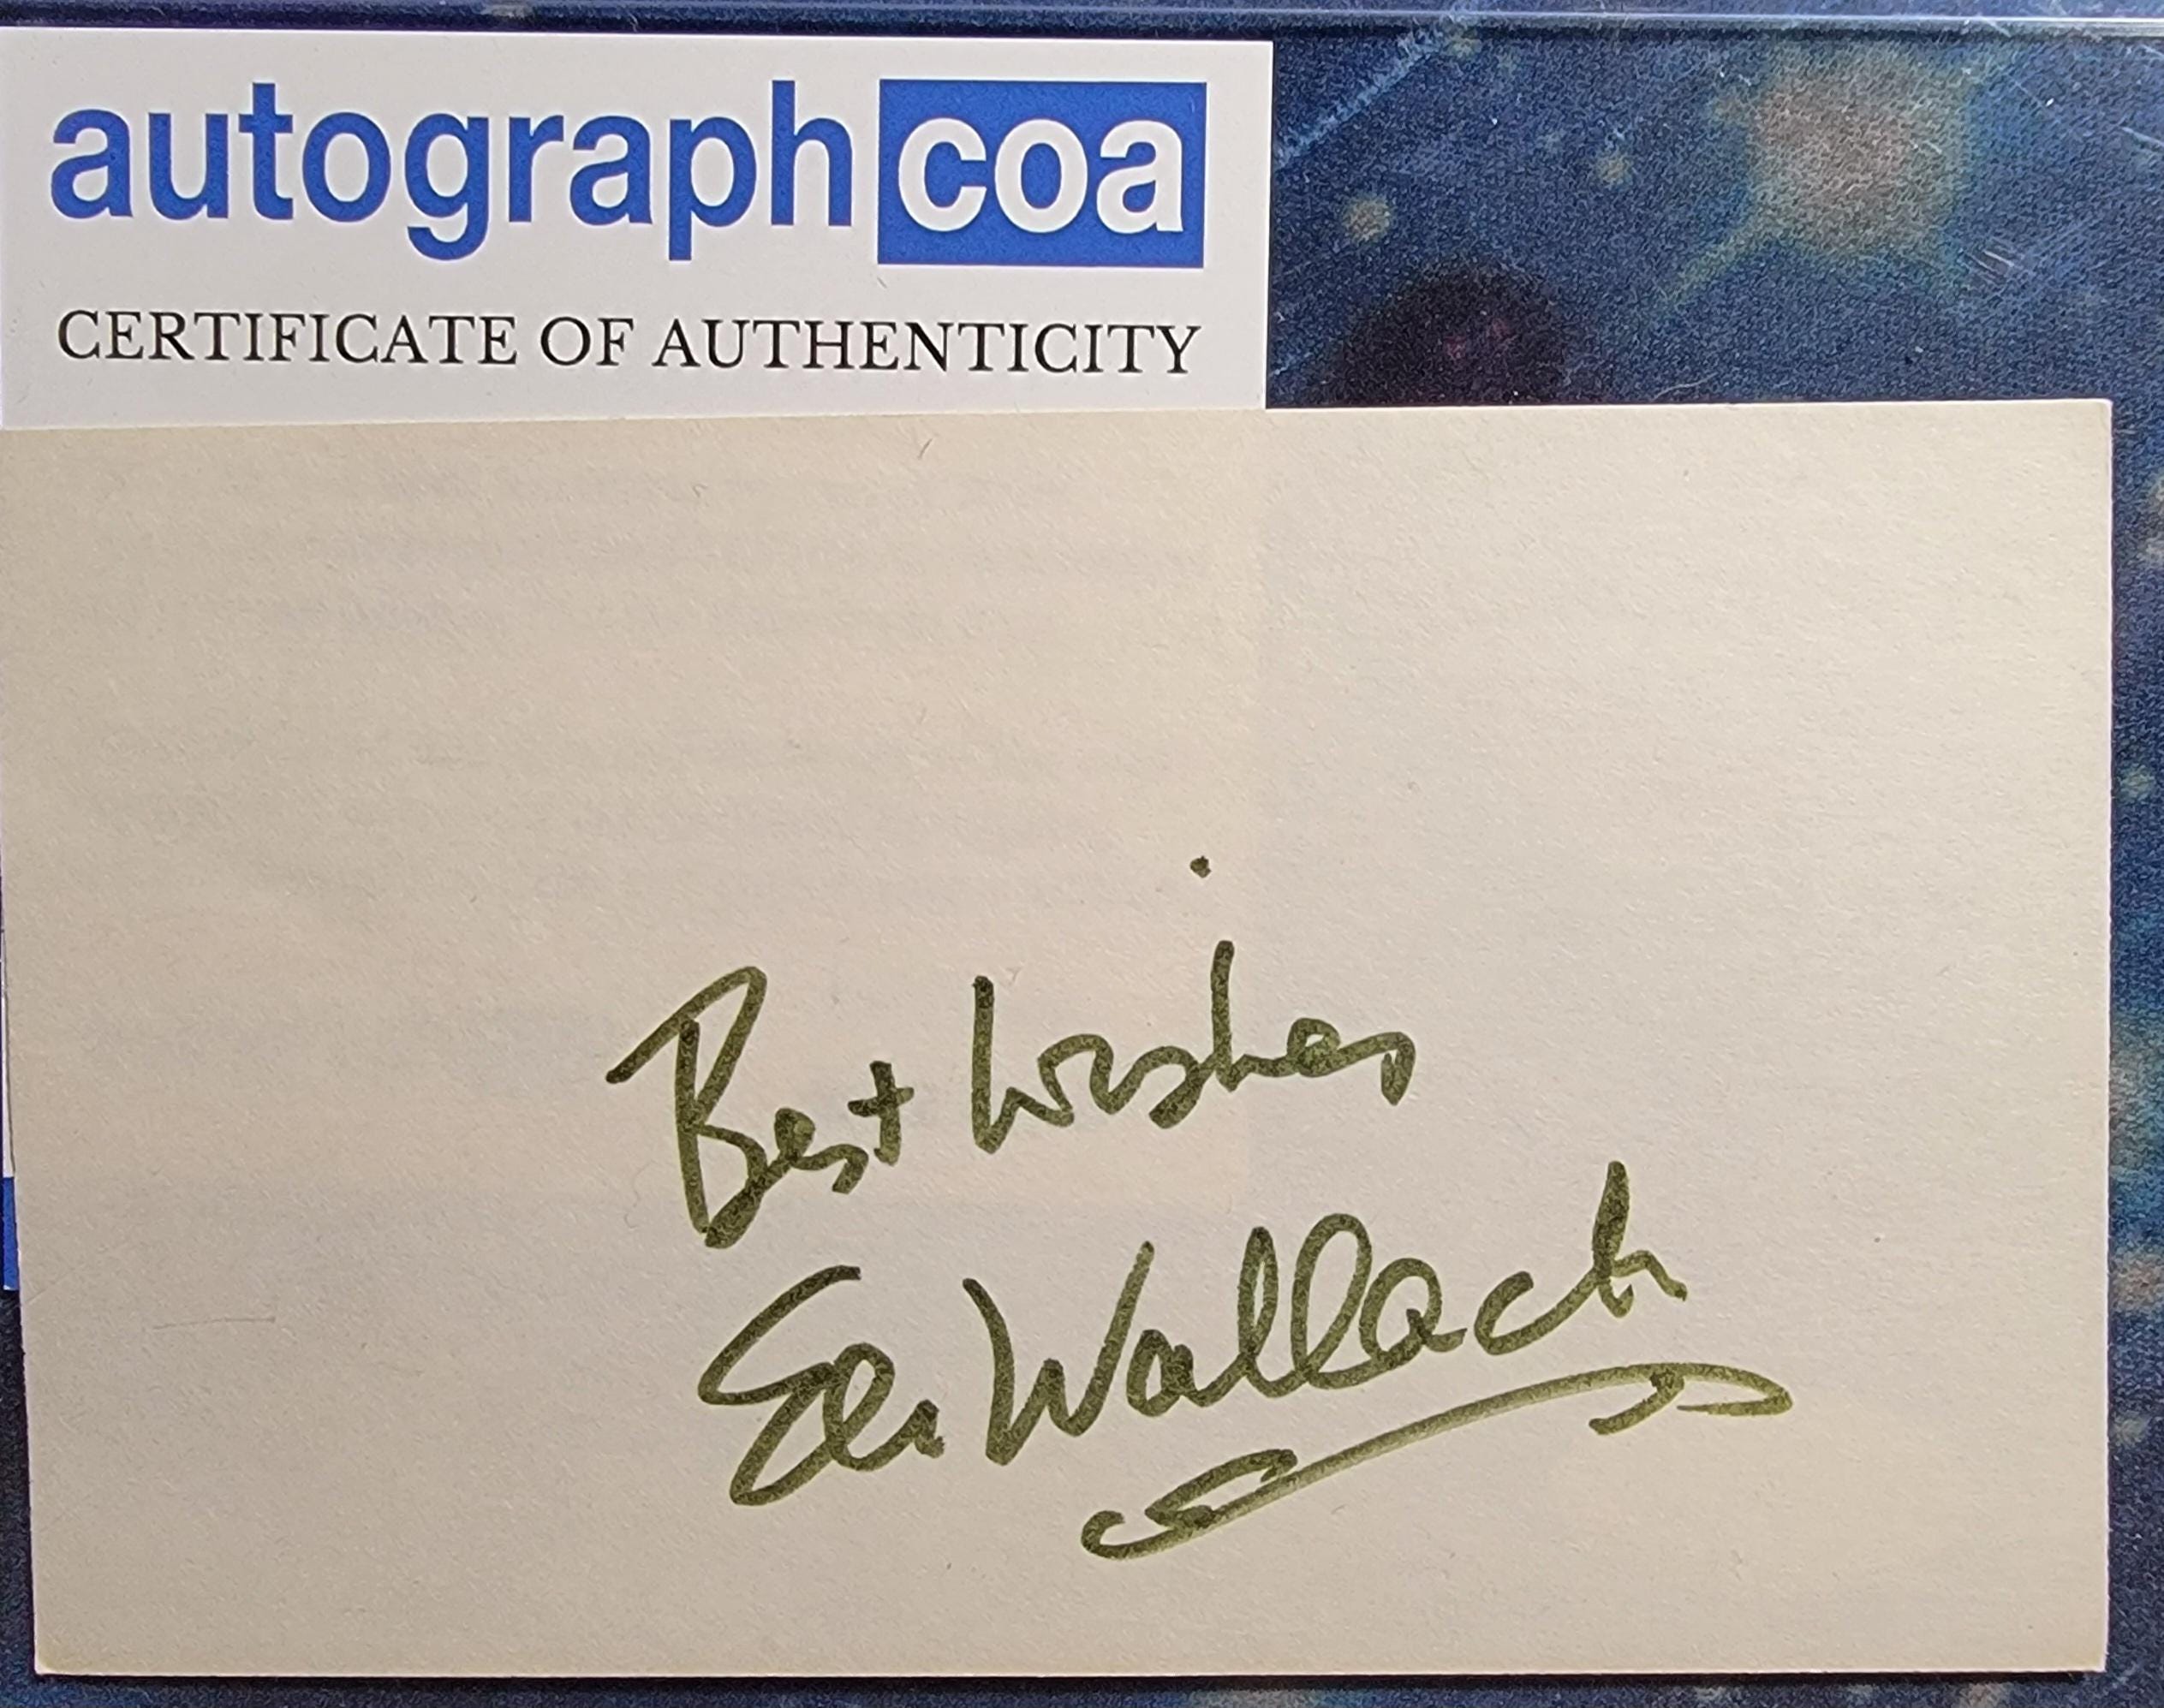 autograph coa
CERTIFICATE OF AUTHENTICITY
Best Wishes
Eli Wallach